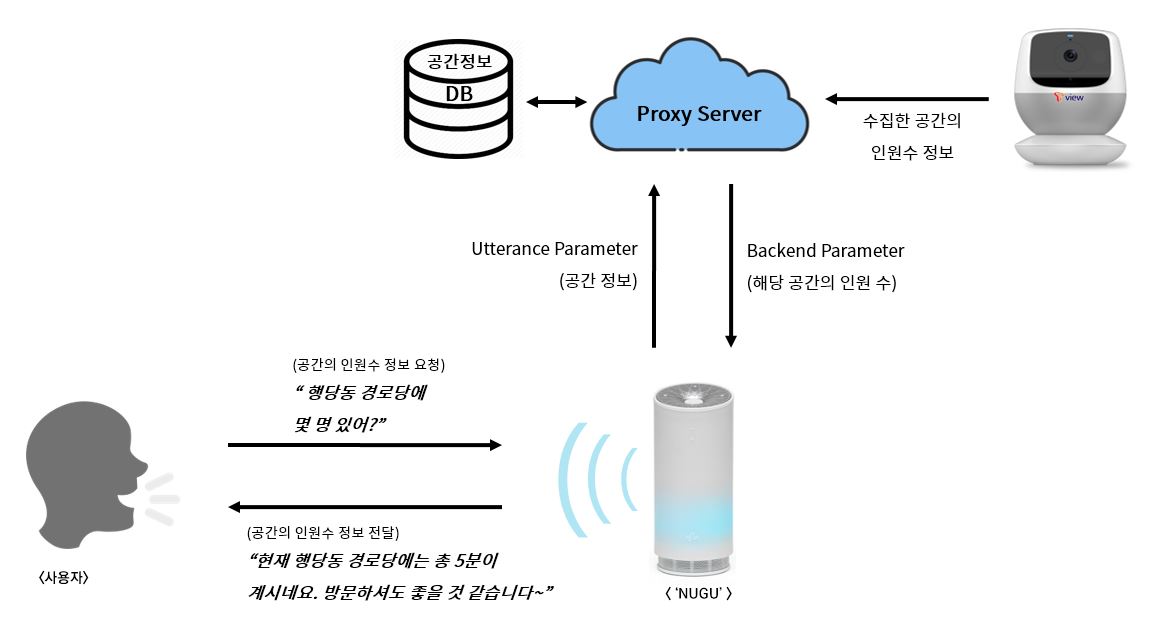 공간정보
DB
Proxy Server
view
수집한 공간의
인원수 정보
Utterance Parameter
(공간 정보)
Backend Parameter
(해당 공간의 인원 수)
(공간의 인원수 정보 요청)
“ 행당동 경로당에
몇 명 있어?”
(공간의 인원수 정보 전달)
“현재 행당동 경로당에는 총 5분이
계시네요. 방문하셔도 좋을 것 같습니다~”
<사용자>
< ‘NUGU’ >